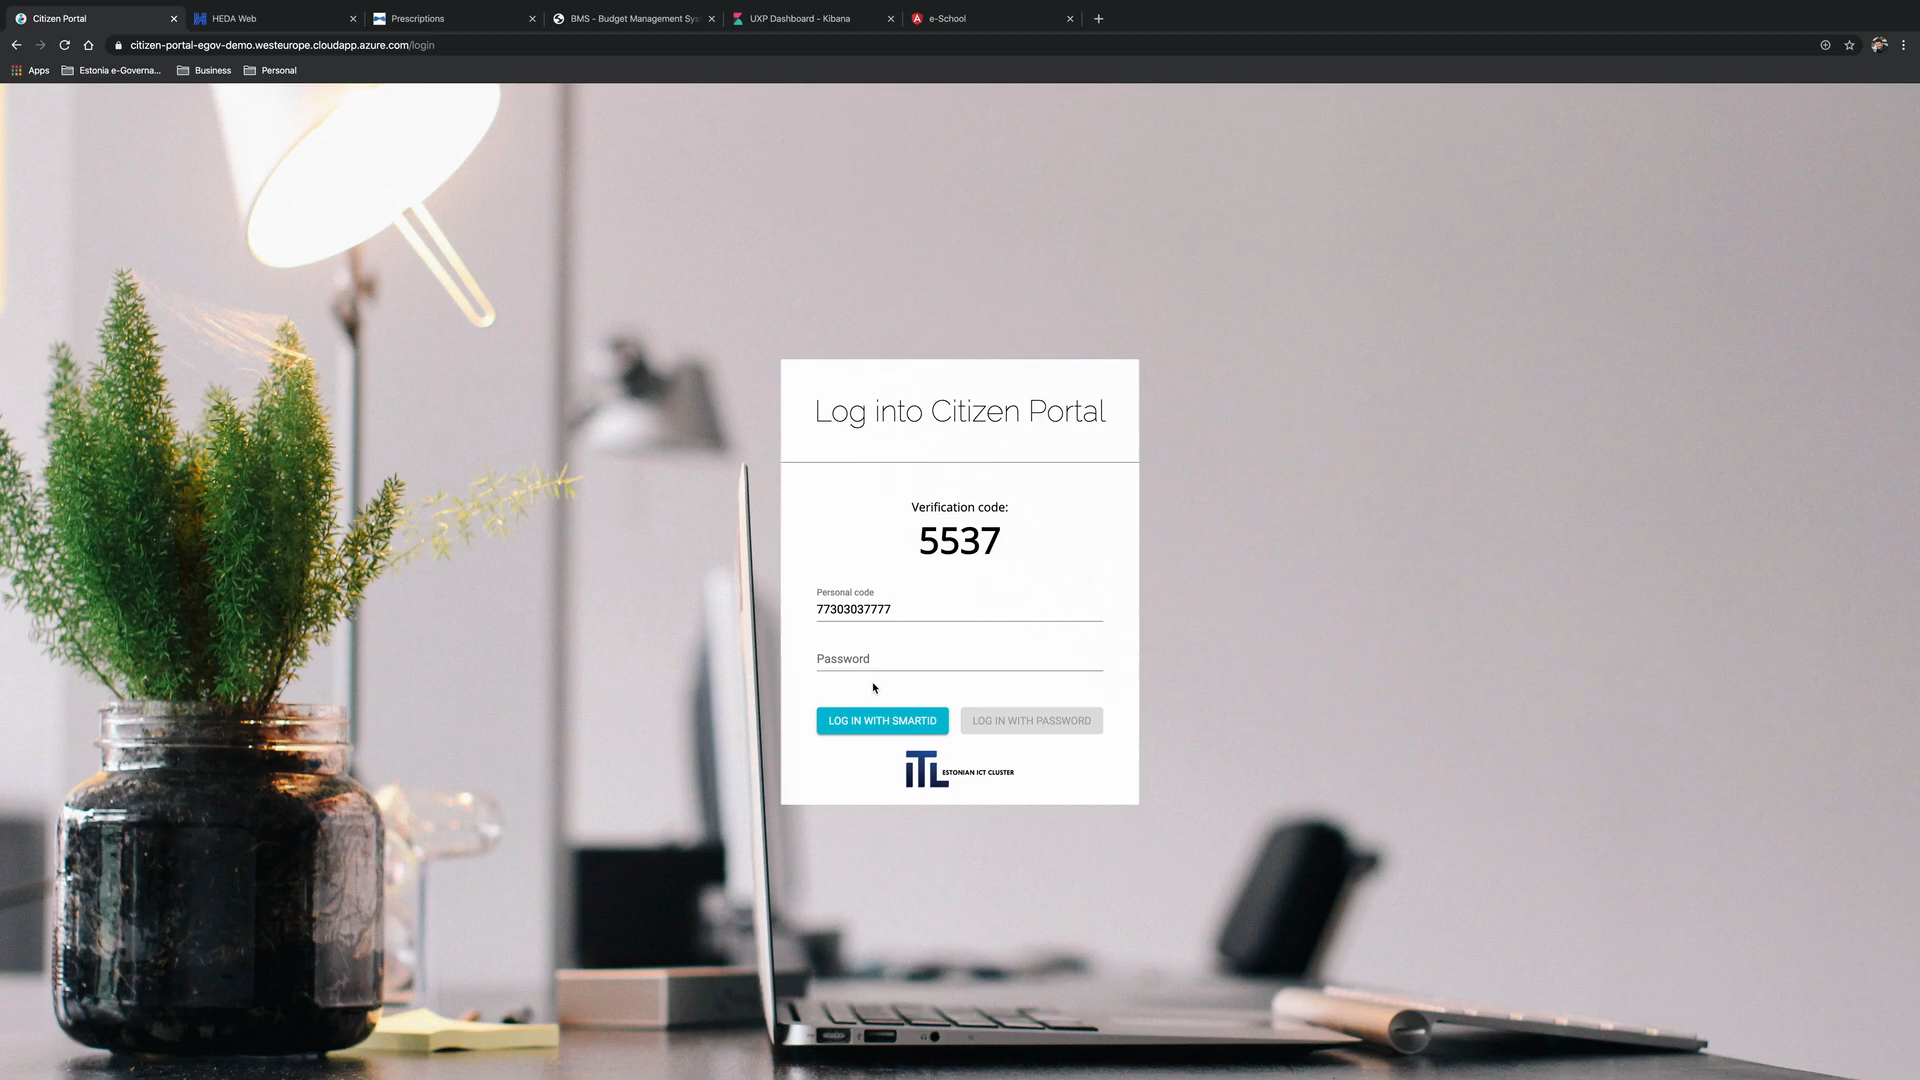 Citizen Portal
HEDA Web
Prescriptions
BMS - Budget Management Sys
UXP Dashboard - Kibana
e-School
citizen-portal-egov-demo.westeurope.cloudapp.azure.com/login
Apps
Estonia e-Governa...
Business
Personal
Log into Citizen Portal
Verification code:
5537
Personal code
77303037777
Password
LOG IN WITH SMARTID
LOG IN WITH PASSWORD
iTL ESTONIAN ICT CLUSTER